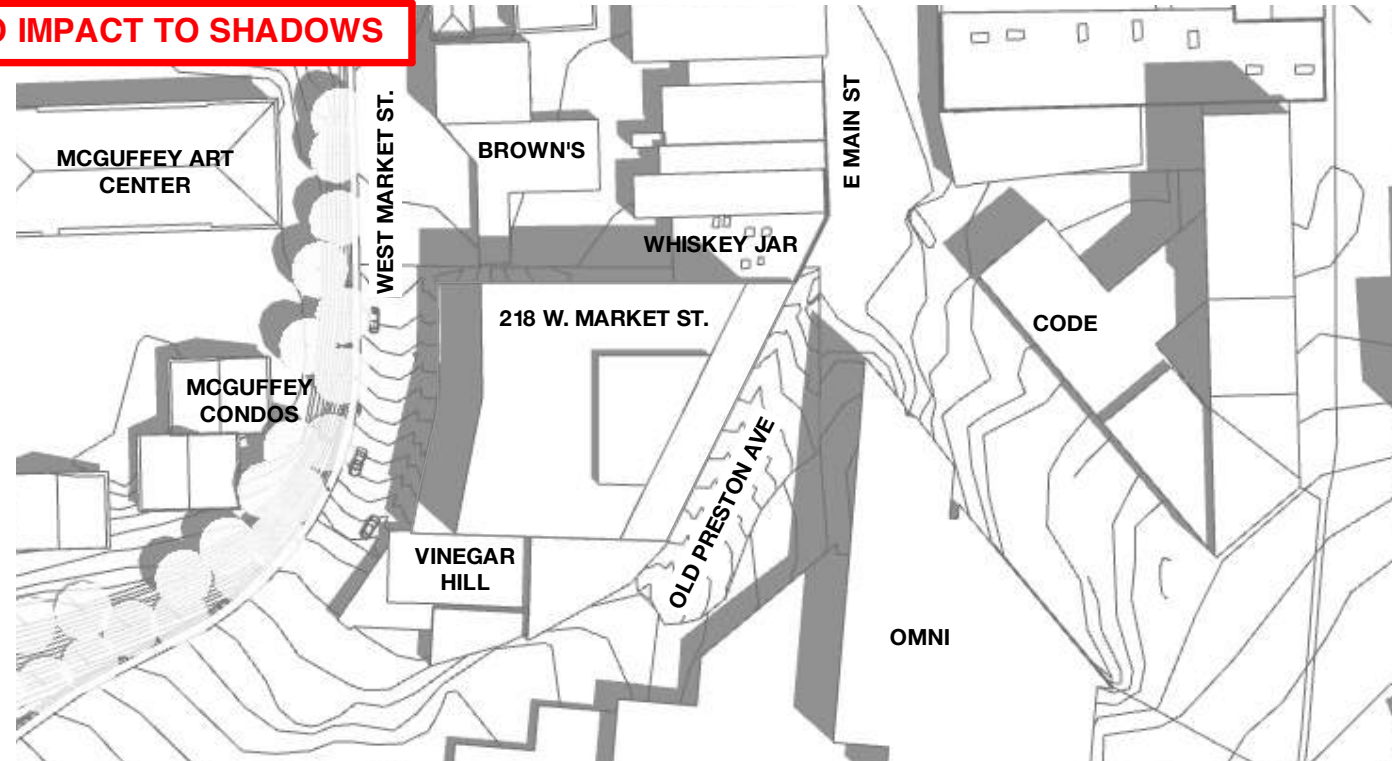 IMPACT TO SHADOWS
MCGUFFEY ART
CENTER
WEST MARKET ST.
BROWN'S
E MAIN ST
WHISKEY JAR
218 W. MARKET ST.
CODE
MCGUFFEY
CONDOS
OLD PRESTON AVE
VINEGAR
HILL
OMNI